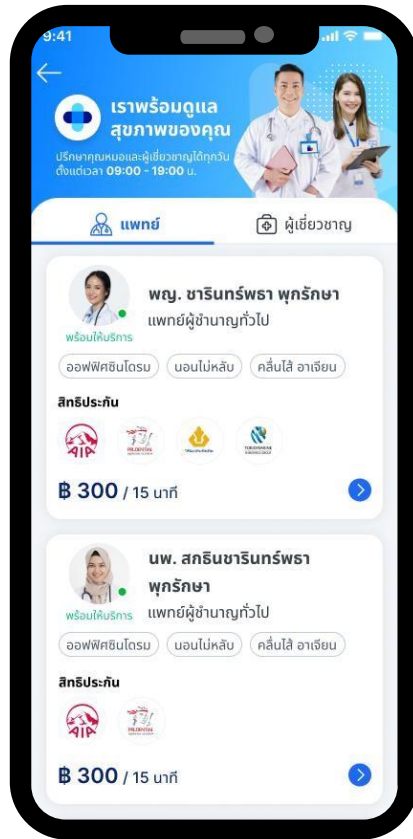 9:41
เราพร้อมดูแล
สุขภาพของคุณ
ปรึกษาคุณหมอและผู้เชี่ยวชาญได้ทุกวัน
ตั้งแต่เวลา 09:00 - 19:00 น.
แพทย์
ผู้เชี่ยวชาญ
พญ. ชารินทร์พธา พุกรักษา
แพทย์ผู้ชำนาญทั่วไป
พร้อมให้บริการ
ออฟฟิศซินโดรม นอนไม่หลับ คลื่นไส้ อาเจียน
สิทธิประกัน
AIA PRUDENTIAL
฿ 300 / 15 นาที
นพ. สกธินชารินทร์พธา
พุกรักษา
แพทย์ผู้ชำนาญทั่วไป
พร้อมให้บริการ
ออฟฟิศซินโดรม นอนไม่หลับ คลื่นไส้ อาเจียน
สิทธิประกัน
AIA PRUDENTIAL
฿ 300 / 15 นาที